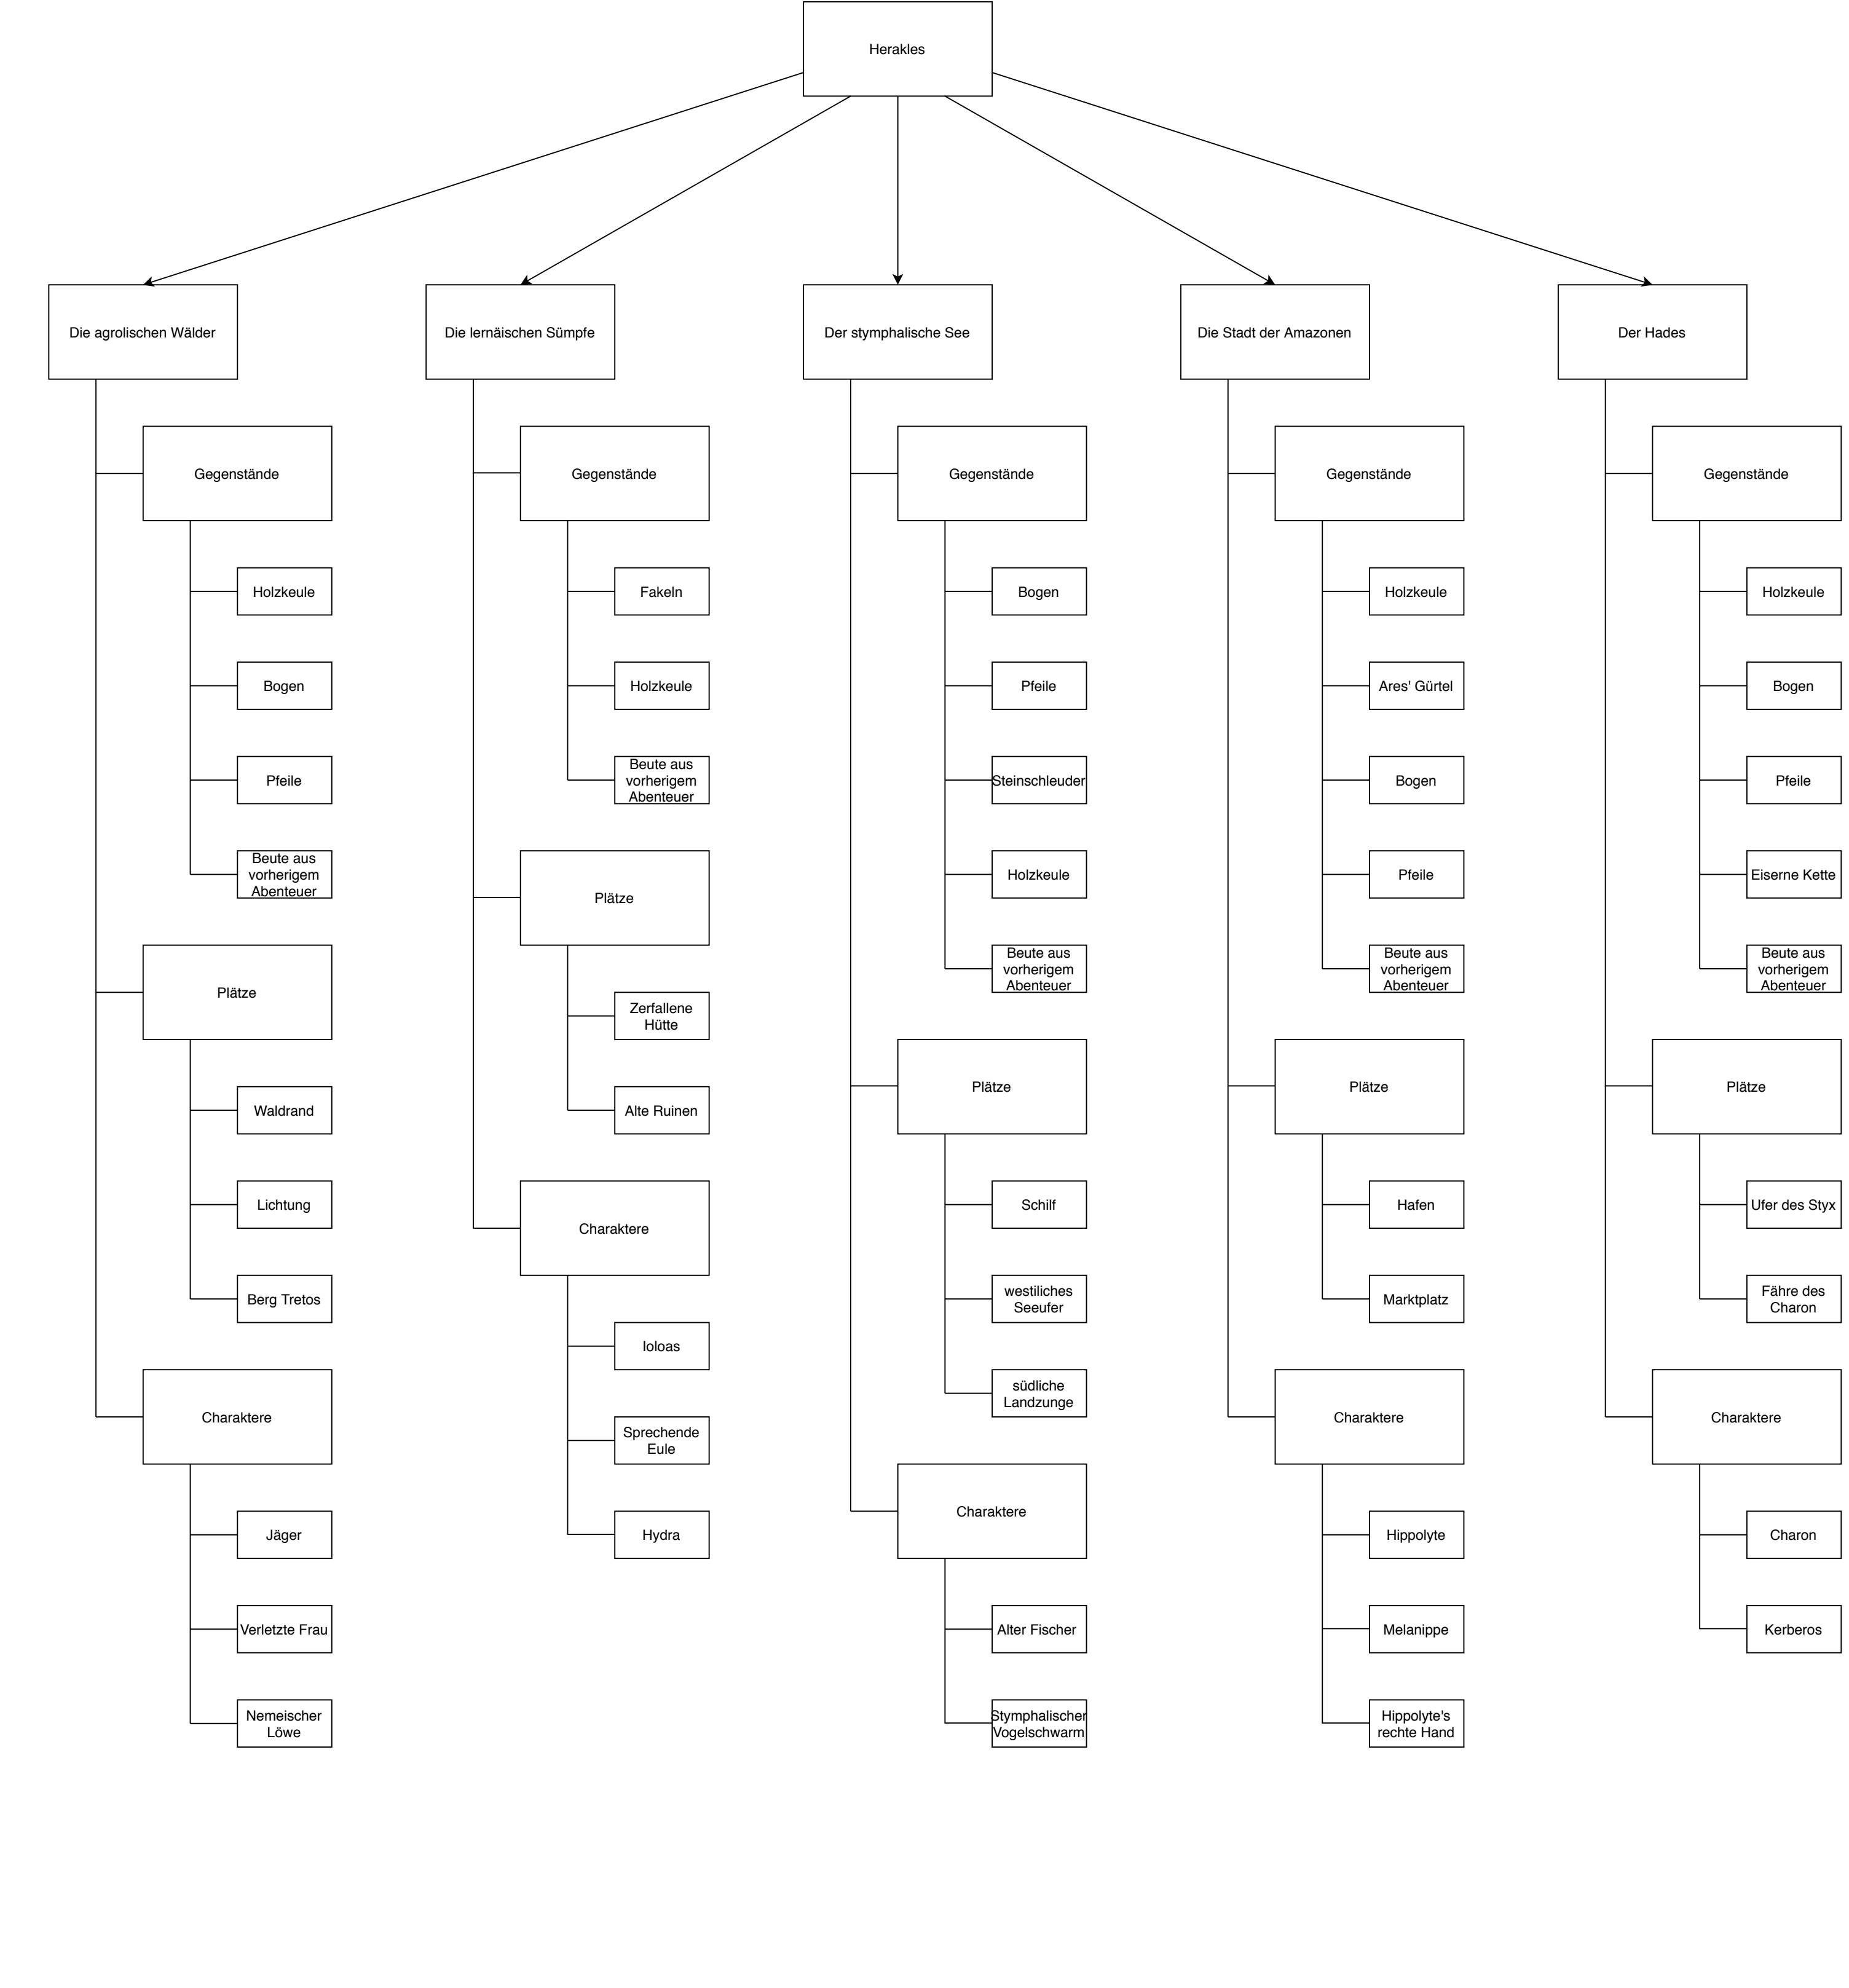 Herakles
Die agrolischen Wälder
Gegenstände
Holzkeule
Bogen
Pfeile
Beute aus
vorherigem
Abenteuer
Plätze
Waldrand
Lichtung
Berg Tretos
Charaktere
Jäger
Verletzte Frau
Nemeischer
Löwe
Die lernäischen Sümpfe
Gegenstände
Fakeln
Holzkeule
Beute aus
vorherigem
Abenteuer
Plätze
Zerfallene
Hütte
Alte Ruinen
Charaktere
Ioloas
Sprechende
Eule
Hydra
Der stymphalische See
Gegenstände
Bogen
Pfeile
Steinschleuder
Holzkeule
Beute aus
vorherigem
Abenteuer
Plätze
Schilf
westiliches
Seeufer
südliche
Landzunge
Charaktere
Alter Fischer
Stymphalischer
Vogelschwarm
Die Stadt der Amazonen
Gegenstände
Holzkeule
Ares' Gürtel
Bogen
Pfeile
Beute aus
vorherigem
Abenteuer
Plätze
Hafen
Marktplatz
Charaktere
Hippolyte
Melanippe
Hippolyte's
rechte Hand
Der Hades
Gegenstände
Holzkeule
Bogen
Pfeile
Eiserne Kette
Beute aus
vorherigem
Abenteuer
Plätze
Ufer des Styx
Fähre des
Charon
Charaktere
Charon
Kerberos